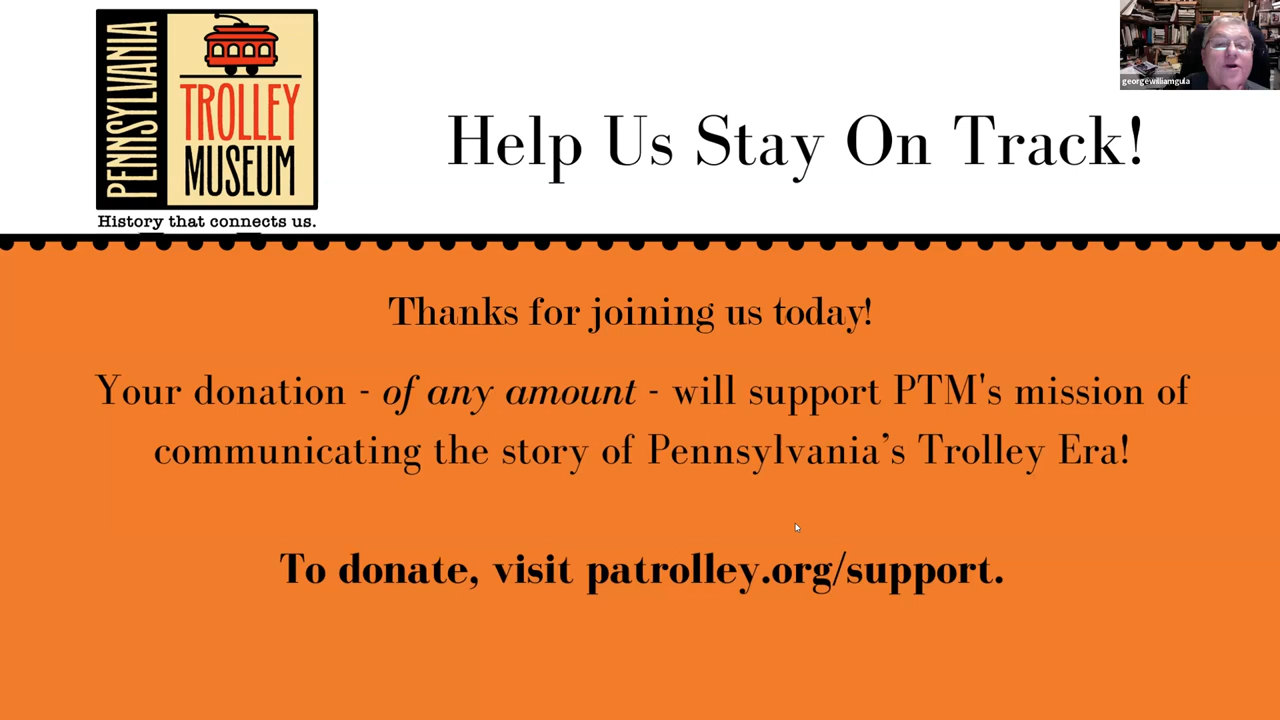 PENNSYLVANIA
TROLLEY
MUSEUM
History that connects us.
georgewilliamgula
Help Us Stay On Track!
Thanks for joining us today!
Your donation - of any amount - will support PTM's mission of
communicating the story of Pennsylvania’s Trolley Era!
To donate, visit patrolley.org/support.